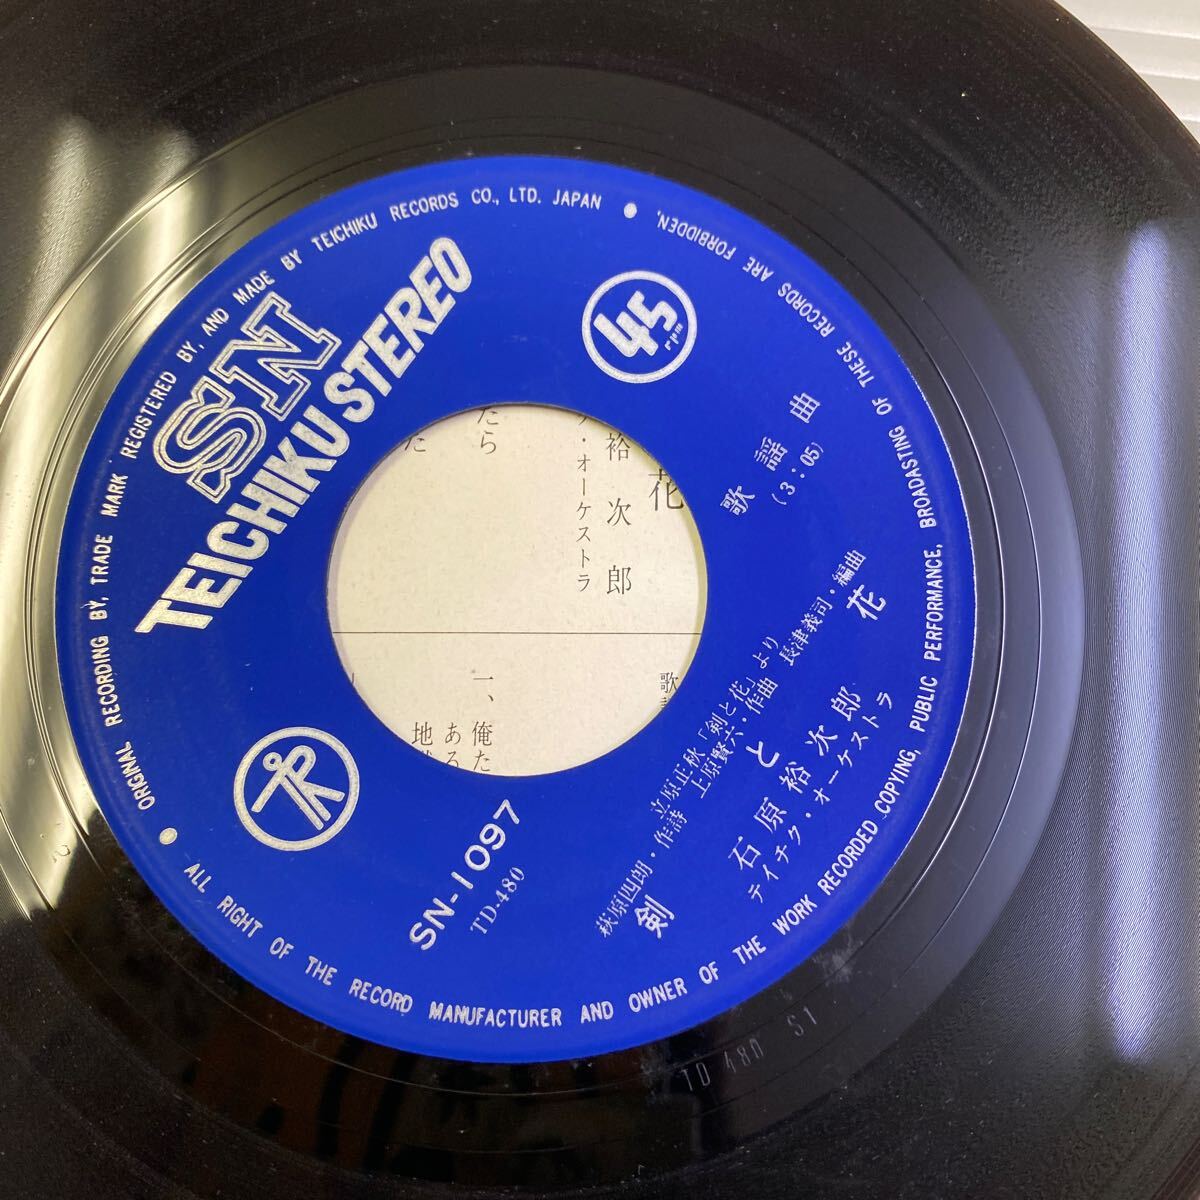 ORIGINAL RECORDING BY, TRADE MARK REGISTERED BY, AND MADE BY TEICHIKU RECORDS CO., LTD. JAPAN
ALL RIGHT OF THE RECORD MANUFACTURER AND OWNER OF THE WORK RECORDED COPYING, PUBLIC PERFORMANCE, BROADASTING OF THESE RECORDS ARE FORBIDDEN.
SN
TEICHIKU STEREO
45
rpm
歌謡曲
(3:05)
立原正秋「剣と花」より
萩原四朗・作詩 上原賢六・作曲 長津義司・編曲
剣と花
石原裕次郎
テイチク・オーケストラ
SN-1097
TD-480
花
裕次郎
ク・オーケストラ
たら
た
歌
一、俺た
ある
地
TD 480 S1